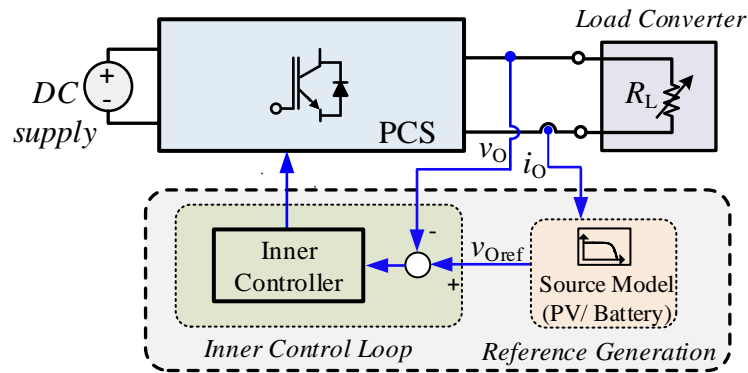 Load Converter
+
-
DC
supply
PCS
R_L
v_O
i_O
-
+
Inner
Controller
v_Oref
Source Model
(PV/ Battery)
Inner Control Loop
Reference Generation